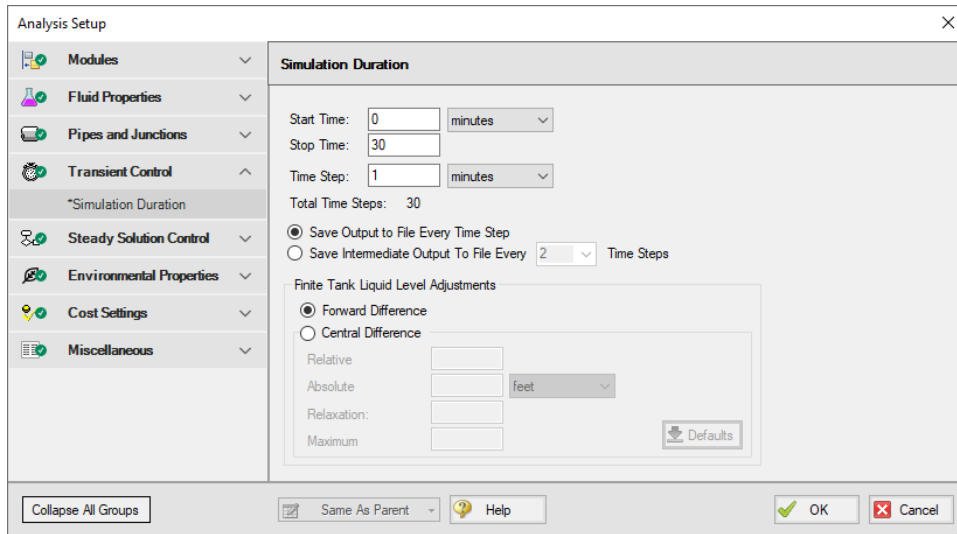 Analysis Setup
Modules
Fluid Properties
Pipes and Junctions
Transient Control
*Simulation Duration
Steady Solution Control
Environmental Properties
Cost Settings
Miscellaneous
Simulation Duration
Start Time: 0 minutes
Stop Time: 30
Time Step: 1 minutes
Total Time Steps: 30
Save Output to File Every Time Step
Save Intermediate Output To File Every 2 Time Steps
Finite Tank Liquid Level Adjustments
Forward Difference
Central Difference
Relative
Absolute feet
Relaxation:
Maximum
Defaults
Collapse All Groups Same As Parent Help OK Cancel